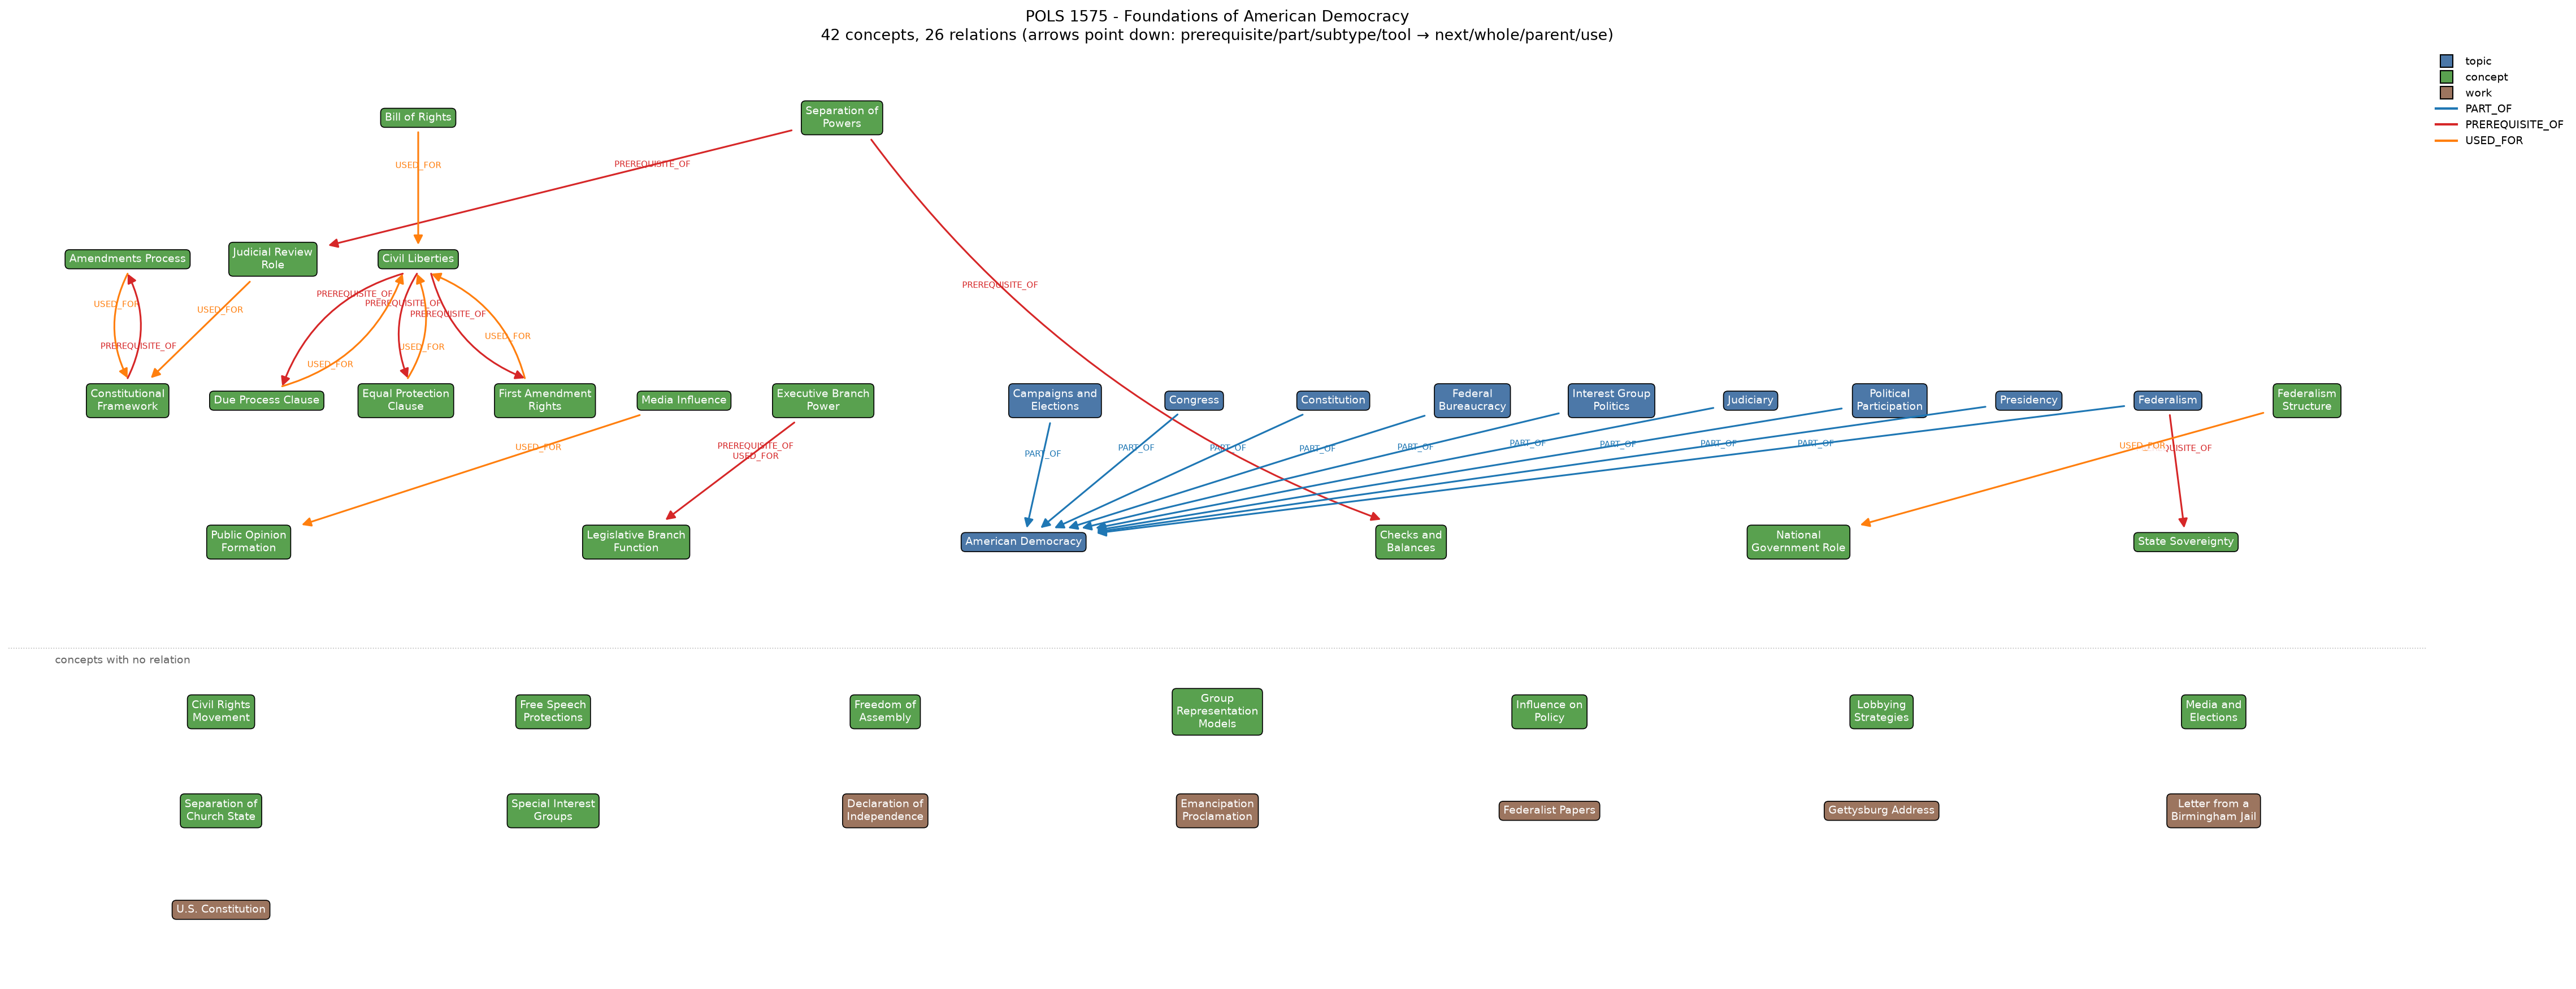 POLS 1575 - Foundations of American Democracy
42 concepts, 26 relations (arrows point down: prerequisite/part/subtype/tool → next/whole/parent/use)
topic
concept
work
PART_OF
PREREQUISITE_OF
USED_FOR
Bill of Rights
Separation of
Powers
USED_FOR
PREREQUISITE_OF
Amendments Process
Judicial Review
Role
Civil Liberties
PREREQUISITE_OF
USED_FOR
USED_FOR
PREREQUISITE_OF
PREREQUISITE_OF
PREREQUISITE_OF
PREREQUISITE_OF
USED_FOR
USED_FOR
USED_FOR
Constitutional
Framework
Due Process Clause
Equal Protection
Clause
First Amendment
Rights
Media Influence
Executive Branch
Power
Campaigns and
Elections
Congress
Constitution
Federal
Bureaucracy
Interest Group
Politics
Judiciary
Political
Participation
Presidency
Federalism
Federalism
Structure
USED_FOR
PREREQUISITE_OF
USED_FOR
PART_OF
PART_OF
PART_OF
PART_OF
PART_OF
PART_OF
PART_OF
PART_OF
PART_OF
USED_FOR
QUISITE_OF
Public Opinion
Formation
Legislative Branch
Function
American Democracy
Checks and
Balances
National
Government Role
State Sovereignty
concepts with no relation
Civil Rights
Movement
Free Speech
Protections
Freedom of
Assembly
Group
Representation
Models
Influence on
Policy
Lobbying
Strategies
Media and
Elections
Separation of
Church State
Special Interest
Groups
Declaration of
Independence
Emancipation
Proclamation
Federalist Papers
Gettysburg Address
Letter from a
Birmingham Jail
U.S. Constitution